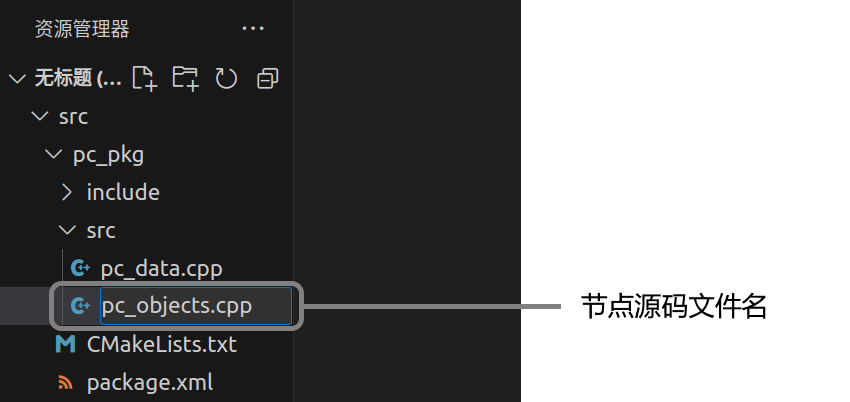 资源管理器 ···
无标题 (...
src
pc_pkg
include
src
pc_data.cpp
pc_objects.cpp
节点源码文件名
CMakeLists.txt
package.xml